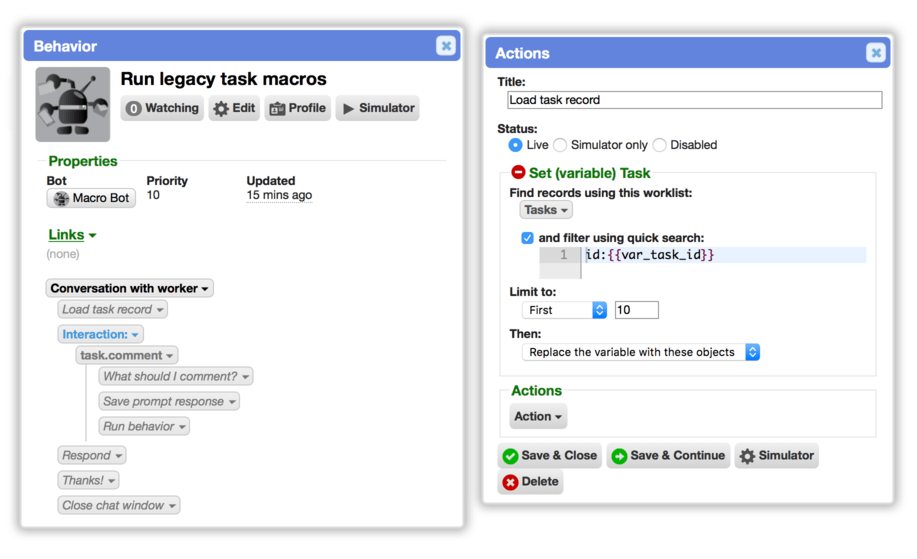 Behavior
Run legacy task macros
0 Watching Edit Profile Simulator
Properties
Bot Priority Updated
Macro Bot 10 15 mins ago
Links
(none)
Conversation with worker
Load task record
Interaction:
task.comment
What should I comment?
Save prompt response
Run behavior
Respond
Thanks!
Close chat window
Actions
Title:
Load task record
Status:
Live Simulator only Disabled
Set (variable) Task
Find records using this worklist:
Tasks
and filter using quick search:
1 id:{{var_task_id}}
Limit to:
First 10
Then:
Replace the variable with these objects
Actions
Action
Save & Close Save & Continue Simulator
Delete